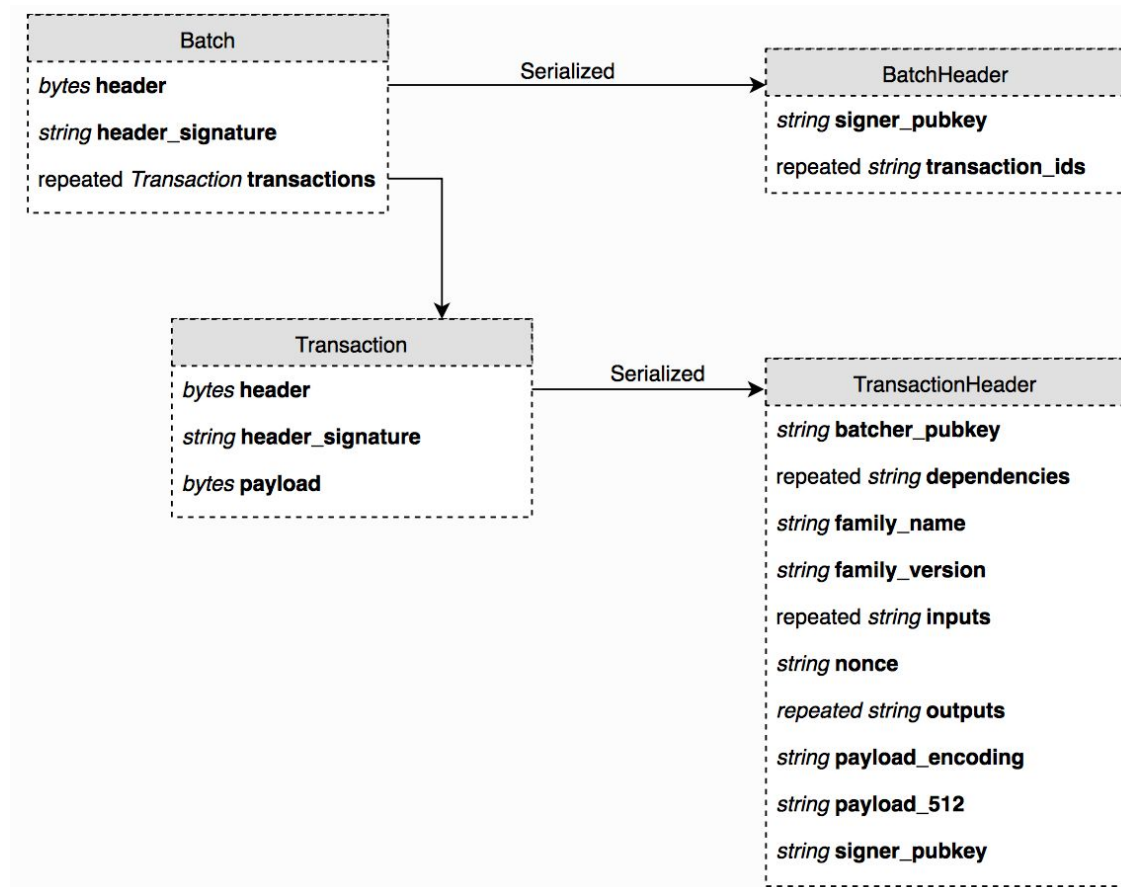 Batch
bytes header
string header_signature
repeated Transaction transactions
Serialized
BatchHeader
string signer_pubkey
repeated string transaction_ids
Transaction
bytes header
string header_signature
bytes payload
Serialized
TransactionHeader
string batcher_pubkey
repeated string dependencies
string family_name
string family_version
repeated string inputs
string nonce
repeated string outputs
string payload_encoding
string payload_512
string signer_pubkey